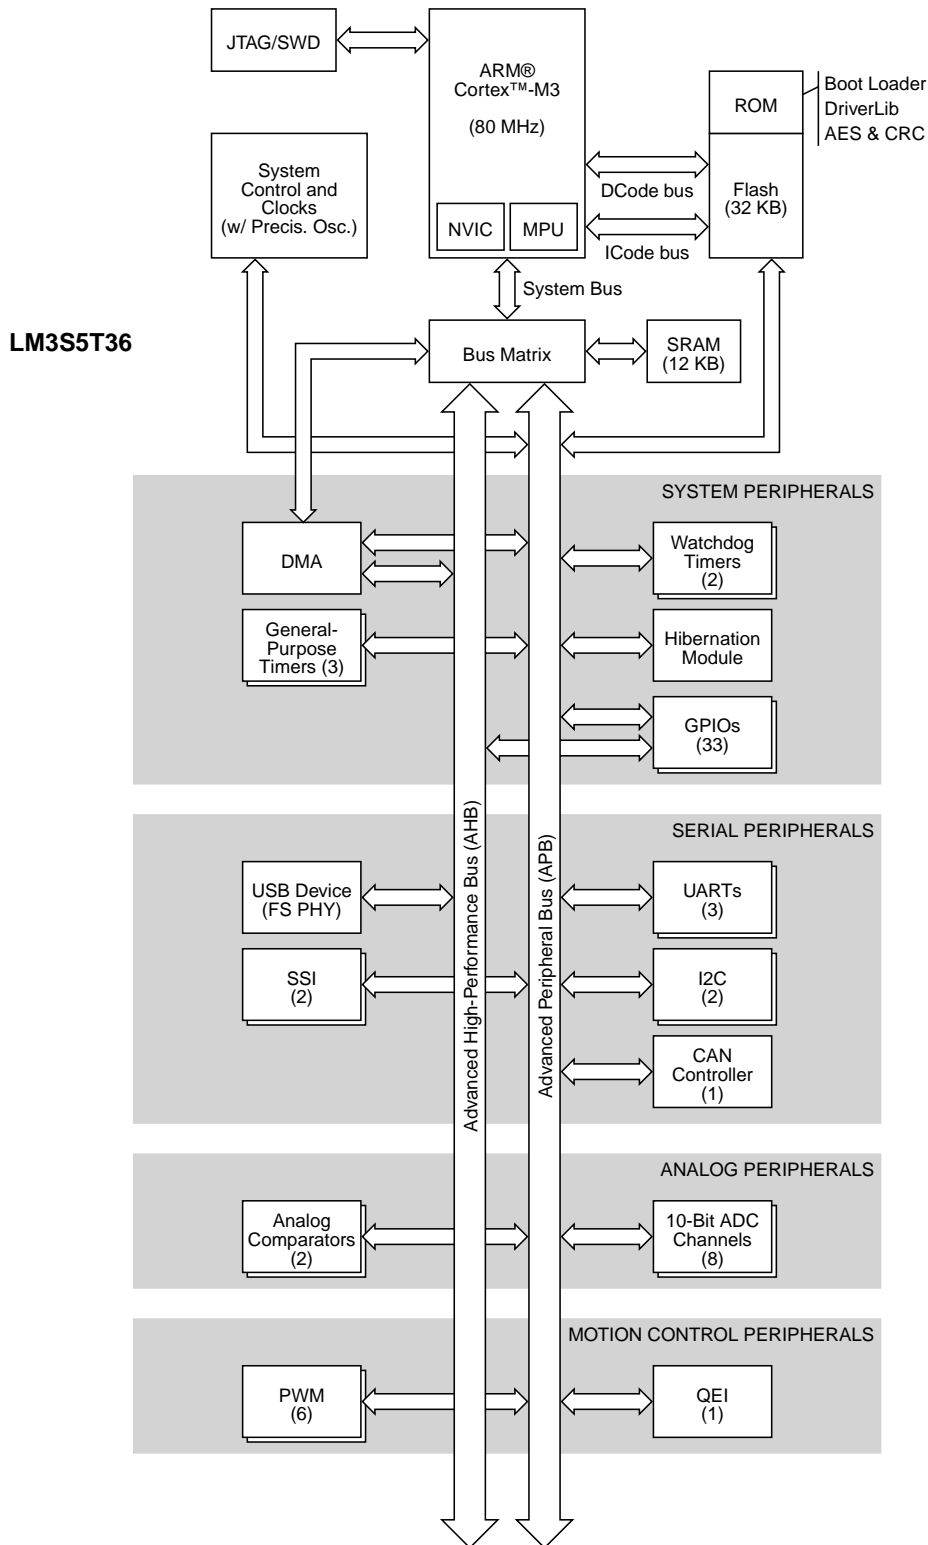 JTAG/SWD
ARM®
Cortex™-M3
(80 MHz)
NVIC
MPU
ROM
Boot Loader
DriverLib
AES & CRC
Flash
(32 KB)
DCode bus
ICode bus
System
Control and
Clocks
(w/ Precis. Osc.)
System Bus
LM3S5T36
Bus Matrix
SRAM
(12 KB)
SYSTEM PERIPHERALS
DMA
Watchdog
Timers
(2)
General-
Purpose
Timers (3)
Hibernation
Module
GPIOs
(33)
Advanced High-Performance Bus (AHB)
Advanced Peripheral Bus (APB)
SERIAL PERIPHERALS
USB Device
(FS PHY)
UARTs
(3)
SSI
(2)
I2C
(2)
CAN
Controller
(1)
ANALOG PERIPHERALS
Analog
Comparators
(2)
10-Bit ADC
Channels
(8)
MOTION CONTROL PERIPHERALS
PWM
(6)
QEI
(1)